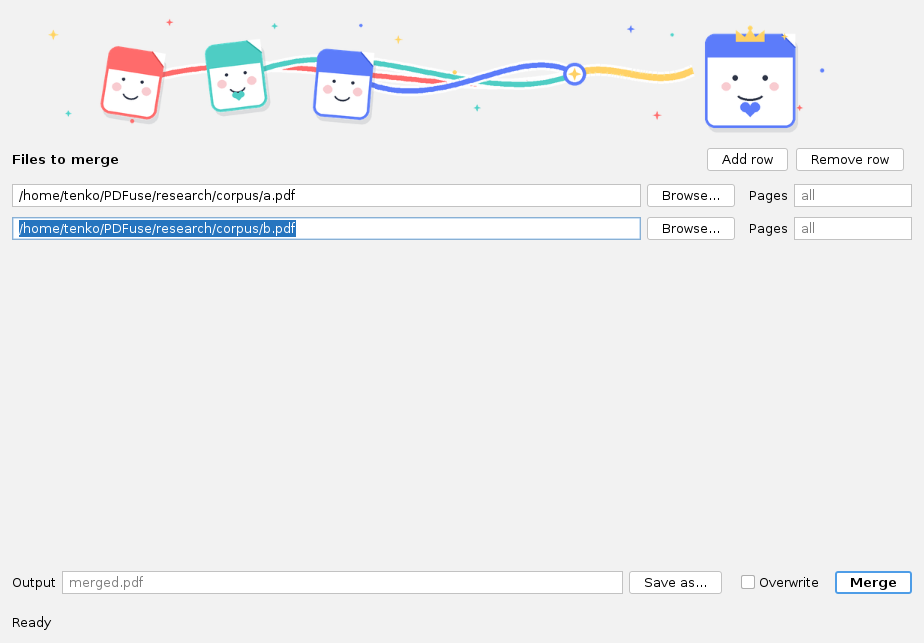 Files to merge Add row Remove row
/home/tenko/PDFuse/research/corpus/a.pdf Browse... Pages all
/home/tenko/PDFuse/research/corpus/b.pdf Browse... Pages all
Output merged.pdf Save as... Overwrite Merge
Ready